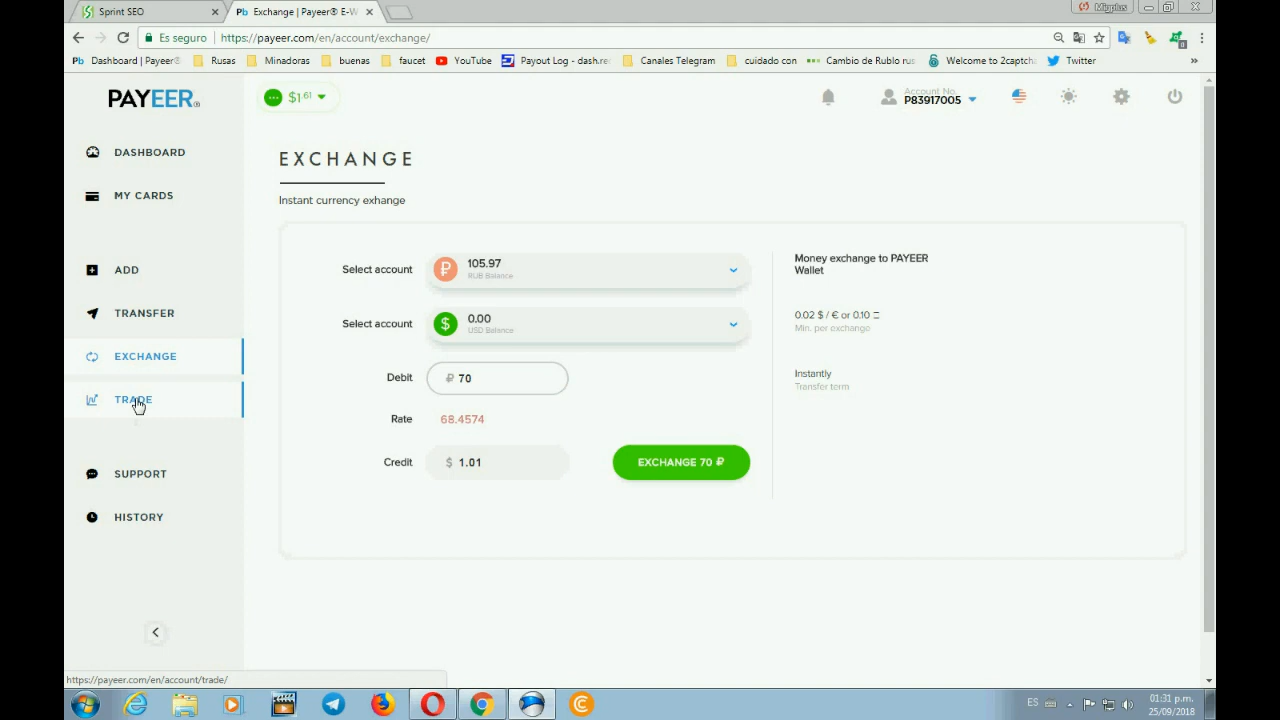 Sprint SEO
Pb Exchange | Payeer® E-W
Migplus
Es seguro
https://payeer.com/en/account/exchange/
Pb Dashboard | Payeer®
Rusas
Minadoras
buenas
faucet
YouTube
Payout Log - dash.re
Canales Telegram
cuidado con
Cambio de Rublo rus
Welcome to 2captch
Twitter
»
PAYEER®
$1.61
Account No.
P83917005
DASHBOARD
MY CARDS
ADD
TRANSFER
EXCHANGE
TRADE
SUPPORT
HISTORY
EXCHANGE
Instant currency exhange
Select account
₽
105.97
RUB Balance
Select account
$
0.00
USD Balance
Debit
₽ 70
Rate
68.4574
Credit
$ 1.01
EXCHANGE 70 ₽
Money exchange to PAYEER
Wallet
0.02 $ / € or 0.10
Min. per exchange
Instantly
Transfer term
https://payeer.com/en/account/trade/
ES
01:31 p.m.
25/09/2018